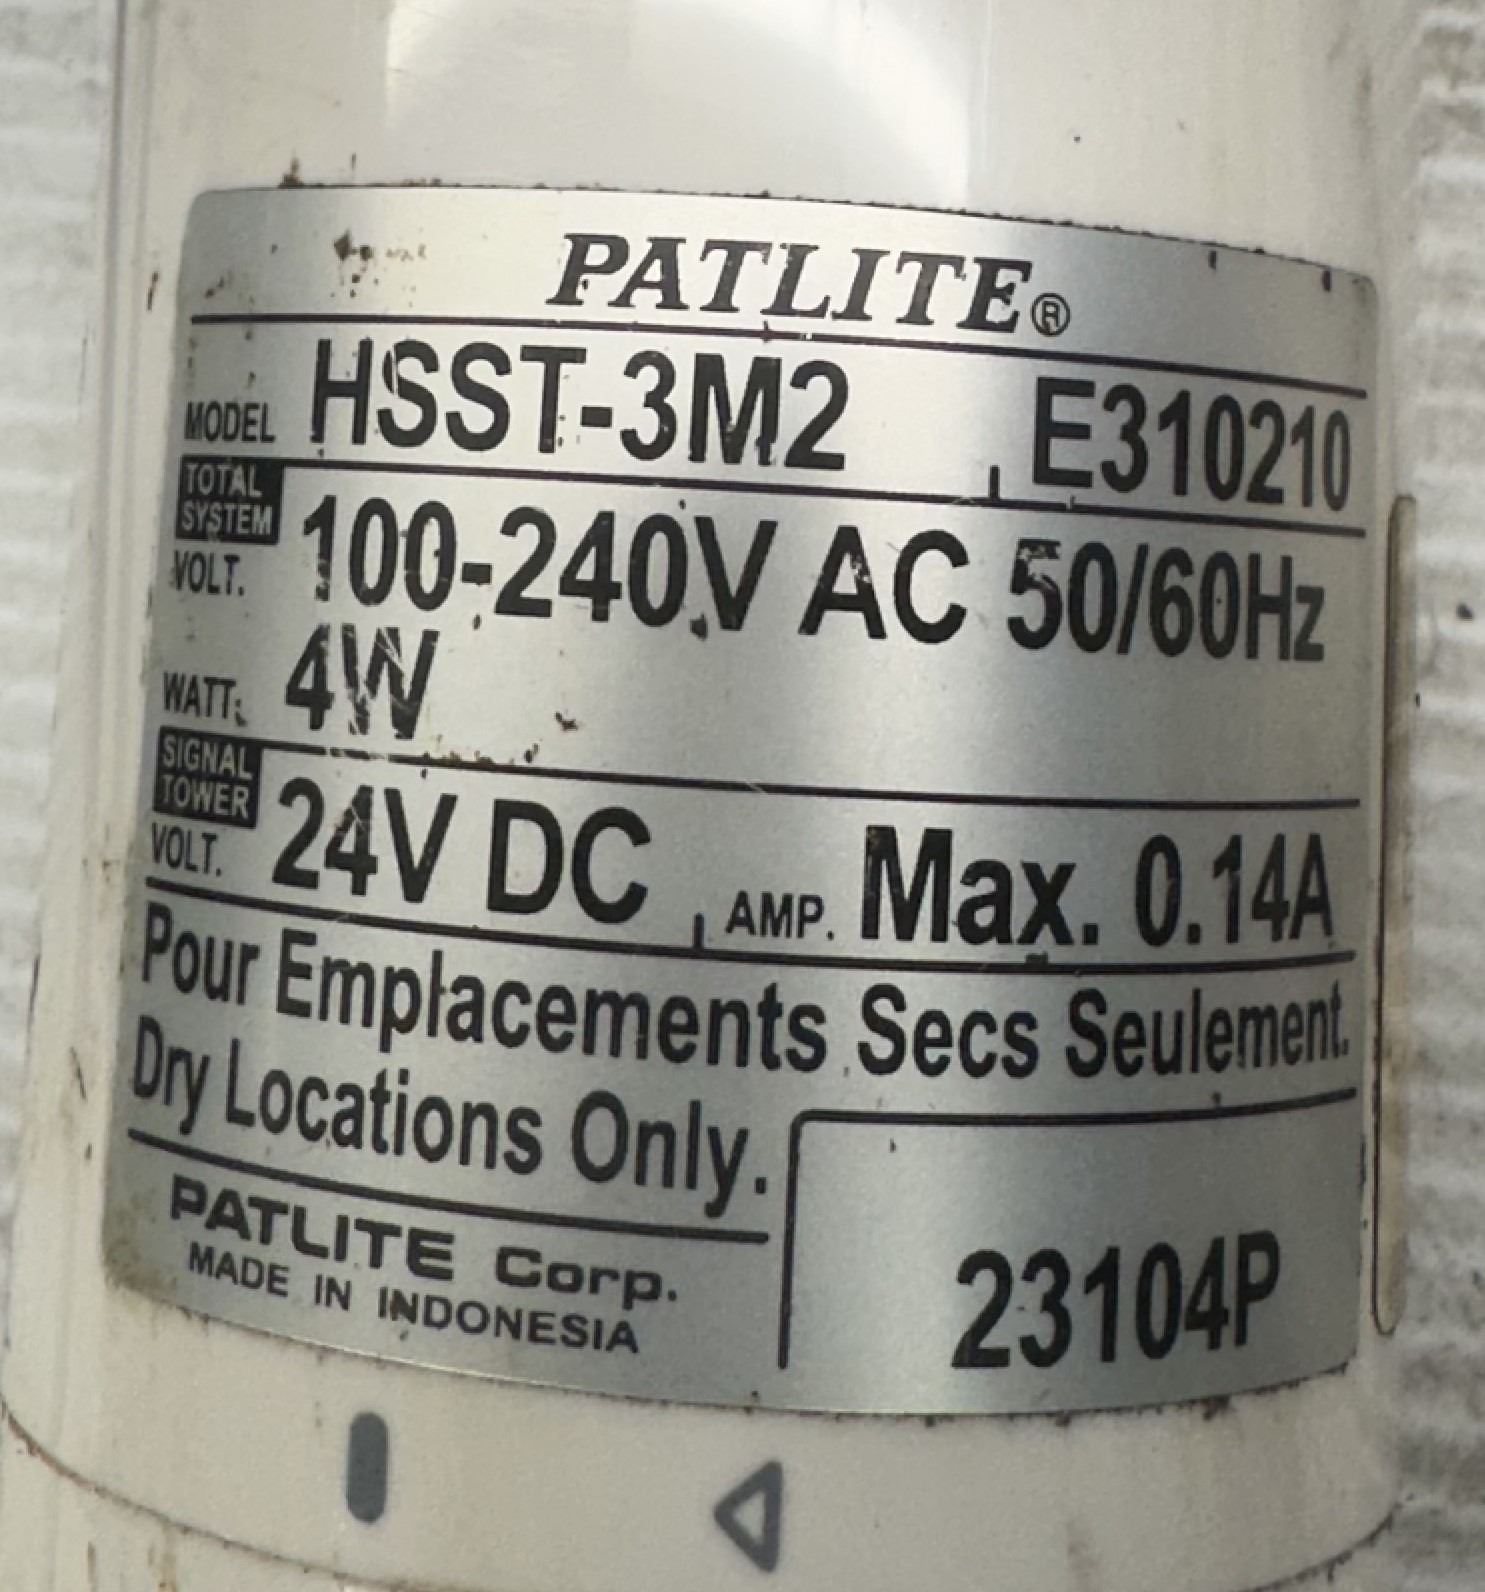 PATLITE®
MODEL HSST-3M2 E310210
TOTAL SYSTEM
VOLT. 100-240V AC 50/60Hz
WATT. 4W
SIGNAL TOWER
VOLT. 24V DC AMP. Max. 0.14A
Pour Emplacements Secs Seulement.
Dry Locations Only.
PATLITE Corp.
MADE IN INDONESIA
23104P